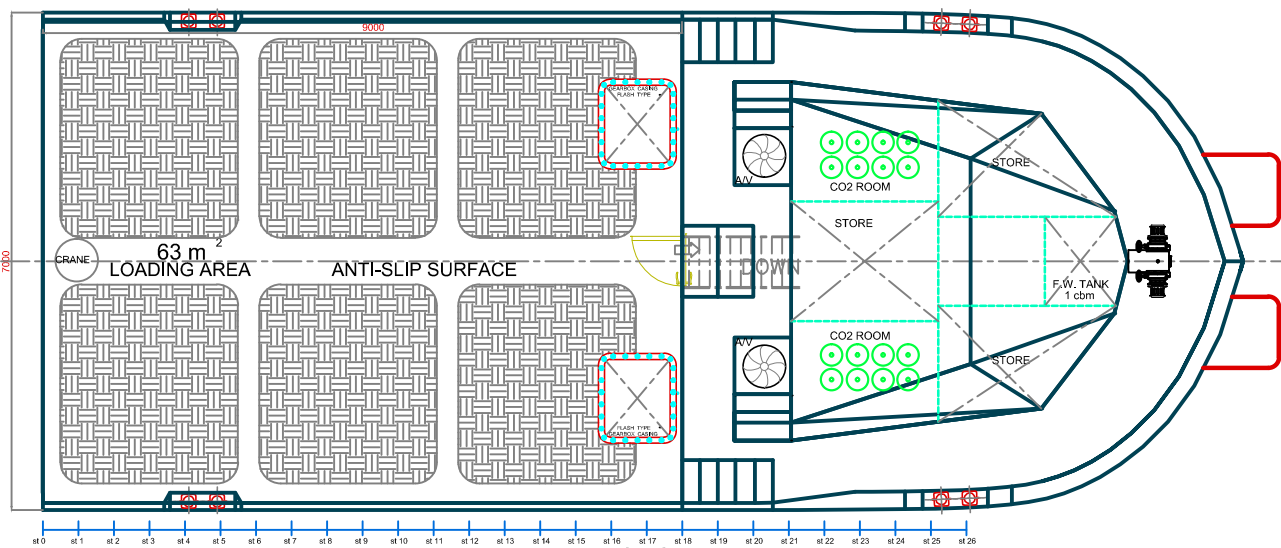 9000
7000
GEARBOX CASING
FLASH TYPE
STORE
A/V
CO2 ROOM
STORE
CRANE
63 m 2
LOADING AREA
ANTI-SLIP SURFACE
DOWN
F.W. TANK
1 cbm
A/V
CO2 ROOM
STORE
FLASH TYPE
GEARBOX CASING
st 0 st 1 st 2 st 3 st 4 st 5 st 6 st 7 st 8 st 9 st 10 st 11 st 12 st 13 st 14 st 15 st 16 st 17 st 18 st 19 st 20 st 21 st 22 st 23 st 24 st 25 st 26